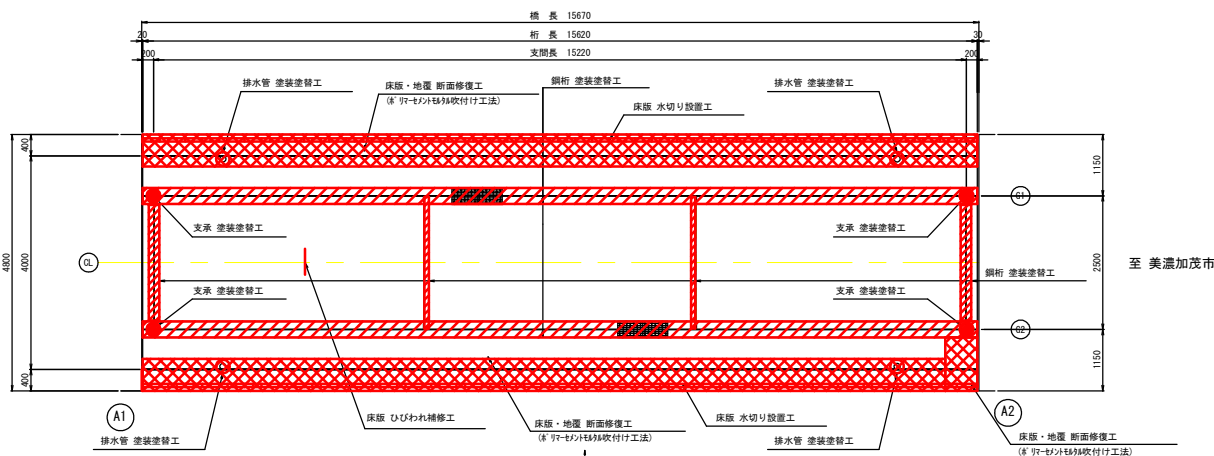 橋 長 15670
20 桁 長 15620 30
200 支間長 15220 200
排水管 塗装塗替工
床版・地覆 断面修復工
(ポリマーセメントモルタル吹付け工法)
鋼桁 塗装塗替工
床版 水切り設置工
排水管 塗装塗替工
400
1150
支承 塗装塗替工
支承 塗装塗替工
G1
4800
4000
CL
2500
至 美濃加茂市
鋼桁 塗装塗替工
支承 塗装塗替工
支承 塗装塗替工
G2
400
1150
A1
床版 ひびわれ補修工
床版・地覆 断面修復工
(ポリマーセメントモルタル吹付け工法)
床版 水切り設置工
A2
排水管 塗装塗替工
排水管 塗装塗替工
床版・地覆 断面修復工
(ポリマーセメントモルタル吹付け工法)